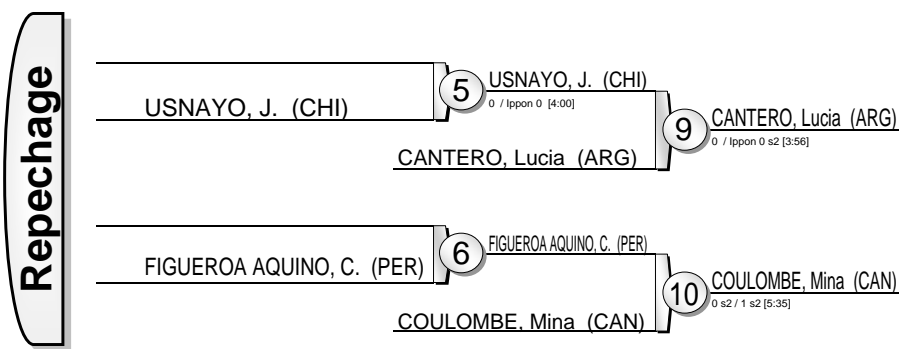 Repechage
USNAYO, J. (CHI)
5
USNAYO, J. (CHI)
0 / Ippon 0 [4:00]
CANTERO, Lucia (ARG)
9
CANTERO, Lucia (ARG)
0 / Ippon 0 s2 [3:56]
FIGUEROA AQUINO, C. (PER)
6
FIGUEROA AQUINO, C. (PER)
COULOMBE, Mina (CAN)
10
COULOMBE, Mina (CAN)
0 s2 / 1 s2 [5:35]